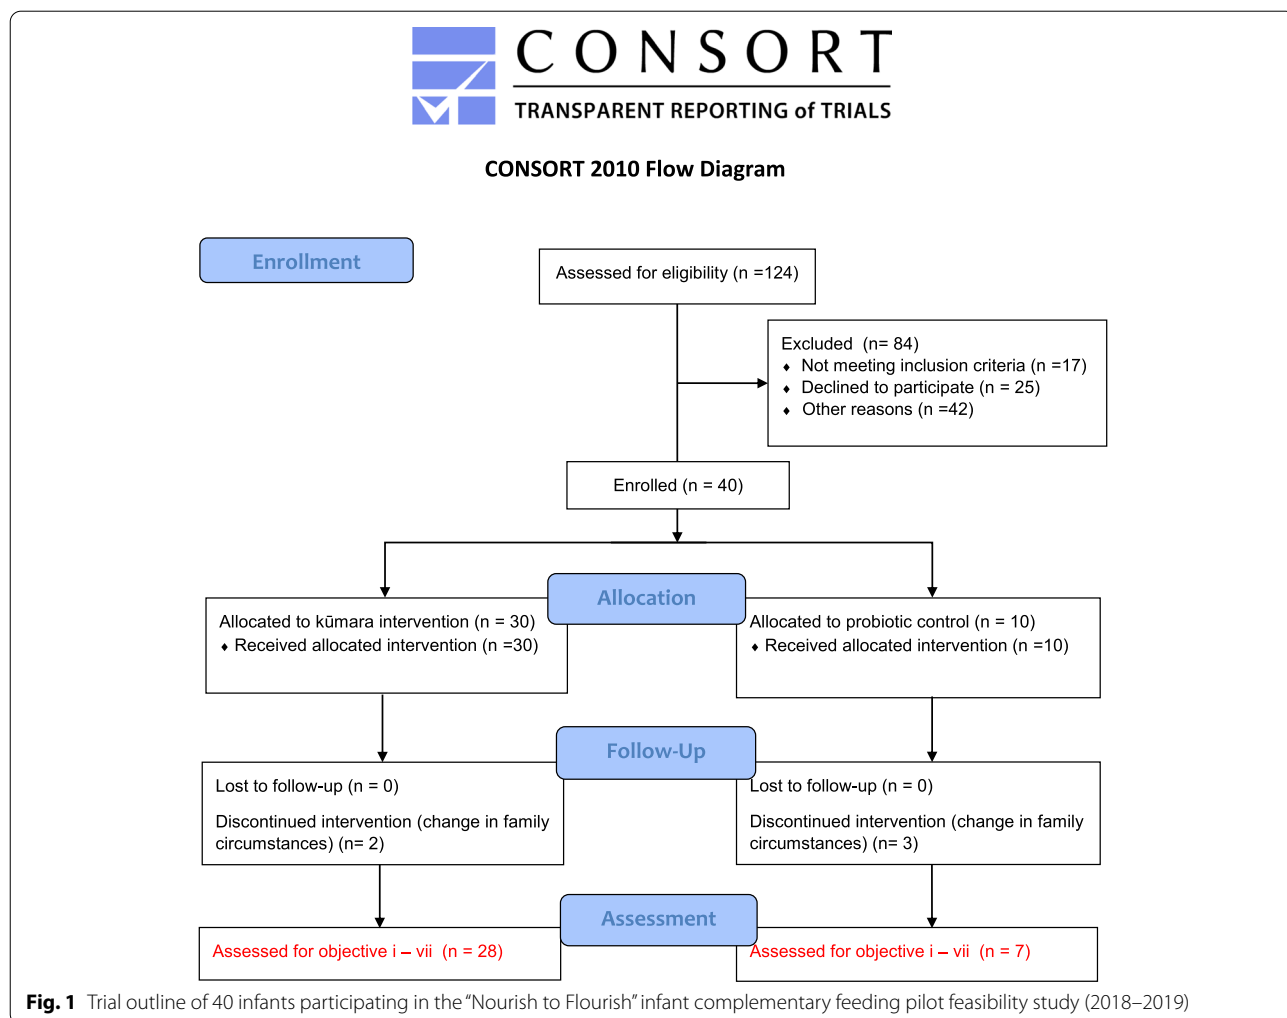 CONSORT
TRANSPARENT REPORTING of TRIALS
CONSORT 2010 Flow Diagram
Enrollment
Assessed for eligibility (n =124)
Excluded (n= 84)
♦ Not meeting inclusion criteria (n =17)
♦ Declined to participate (n = 25)
♦ Other reasons (n =42)
Enrolled (n = 40)
Allocation
Allocated to kūmara intervention (n = 30)
♦ Received allocated intervention (n =30)
Allocated to probiotic control (n = 10)
♦ Received allocated intervention (n =10)
Follow-Up
Lost to follow-up (n = 0)
Discontinued intervention (change in family
circumstances) (n= 2)
Lost to follow-up (n = 0)
Discontinued intervention (change in family
circumstances) (n= 3)
Assessment
Assessed for objective i – vii (n = 28)
Assessed for objective i – vii (n = 7)
Fig. 1 Trial outline of 40 infants participating in the “Nourish to Flourish” infant complementary feeding pilot feasibility study (2018–2019)